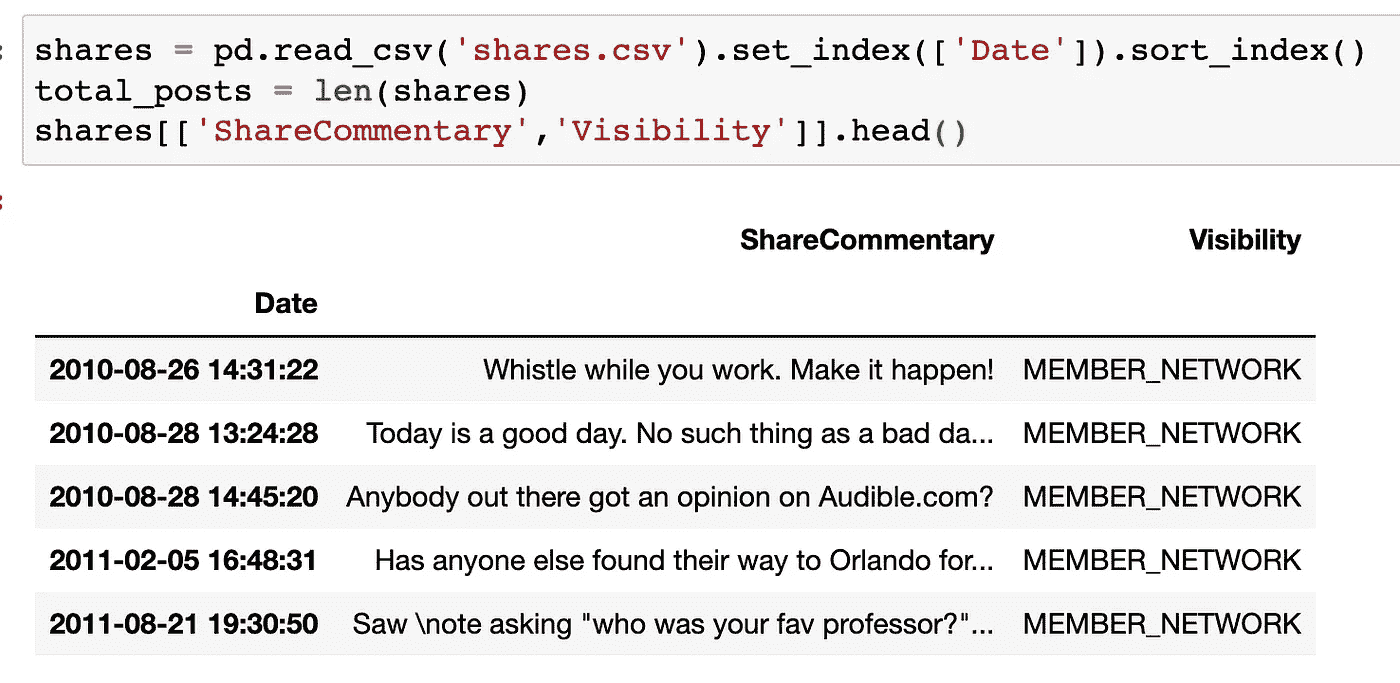 shares = pd.read_csv('shares.csv').set_index(['Date']).sort_index()
total_posts = len(shares)
shares[['ShareCommentary','Visibility']].head()
ShareCommentary Visibility
Date
2010-08-26 14:31:22 Whistle while you work. Make it happen! MEMBER_NETWORK
2010-08-28 13:24:28 Today is a good day. No such thing as a bad da... MEMBER_NETWORK
2010-08-28 14:45:20 Anybody out there got an opinion on Audible.com? MEMBER_NETWORK
2011-02-05 16:48:31 Has anyone else found their way to Orlando for... MEMBER_NETWORK
2011-08-21 19:30:50 Saw \note asking "who was your fav professor?"... MEMBER_NETWORK